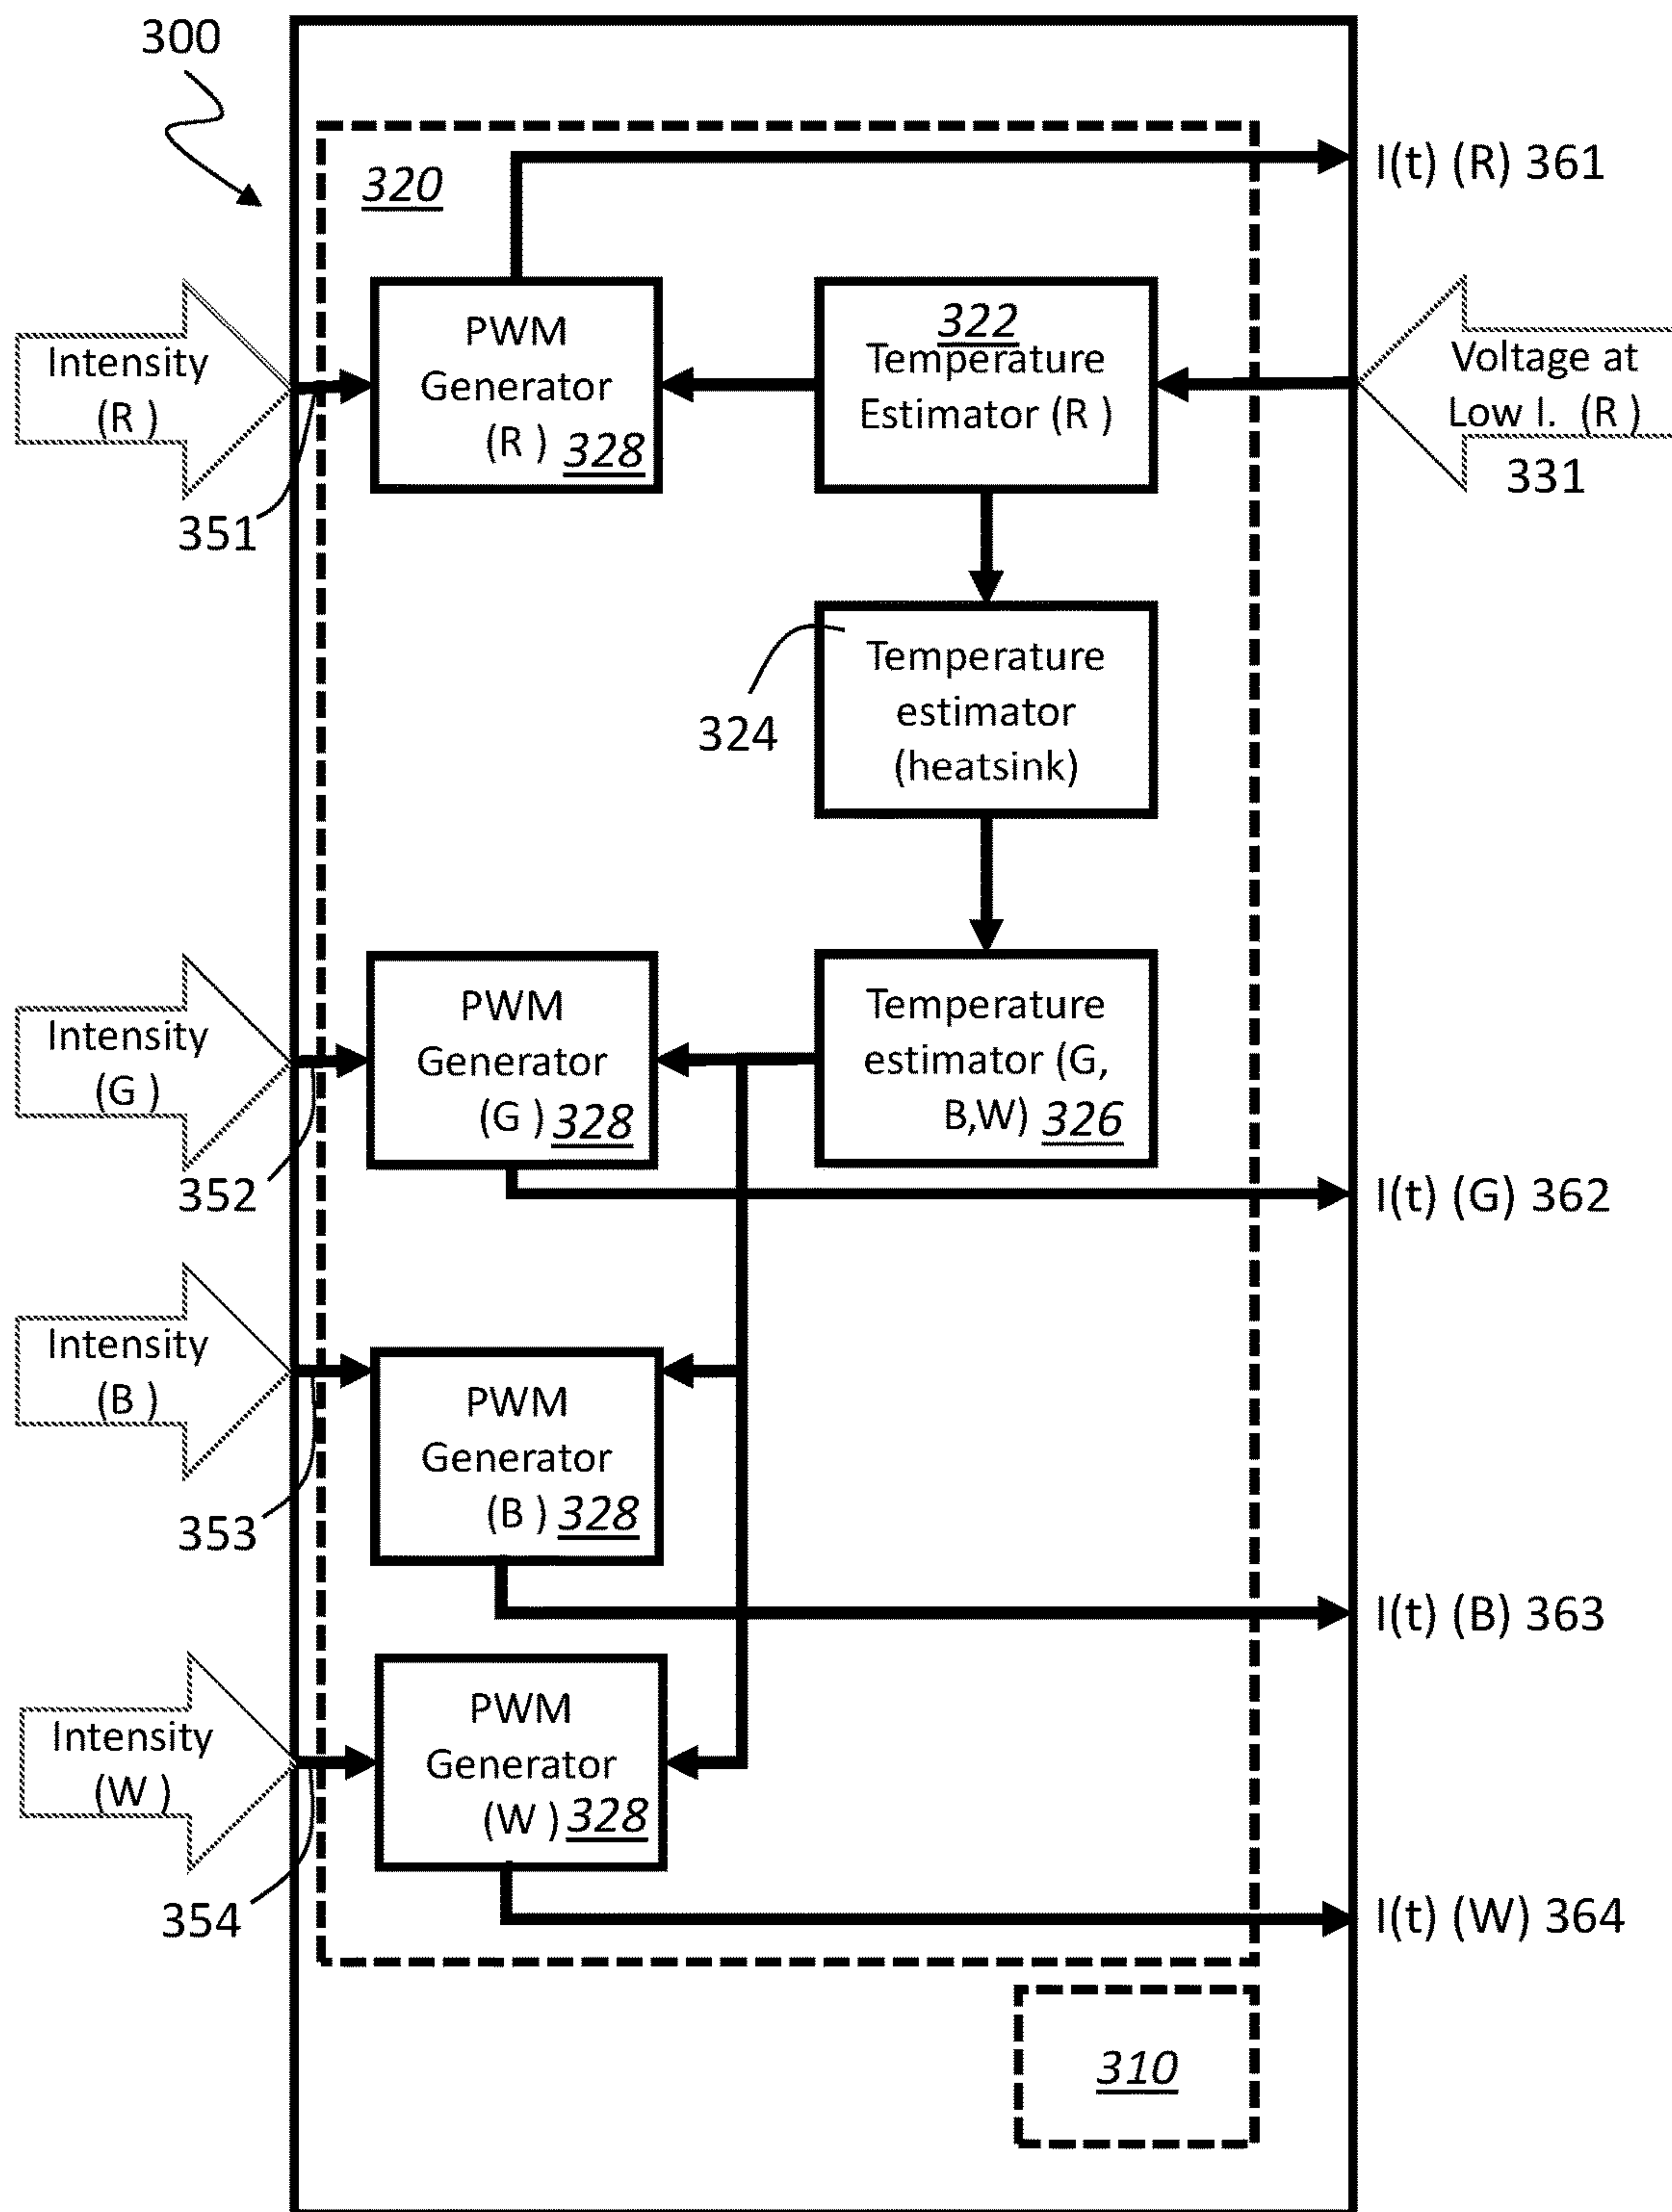 300
I(t) (R) 361
320
322
PWM
Generator
(R ) 328
Temperature
Estimator (R )
Intensity
(R )
Voltage at
Low I. (R )
331
351
Temperature
estimator
(heatsink)
324
Intensity
(G )
PWM
Generator
(G ) 328
Temperature
estimator (G,
B,W) 326
352
I(t) (G) 362
Intensity
(B )
PWM
Generator
(B ) 328
353
I(t) (B) 363
Intensity
(W )
PWM
Generator
(W ) 328
354
I(t) (W) 364
310